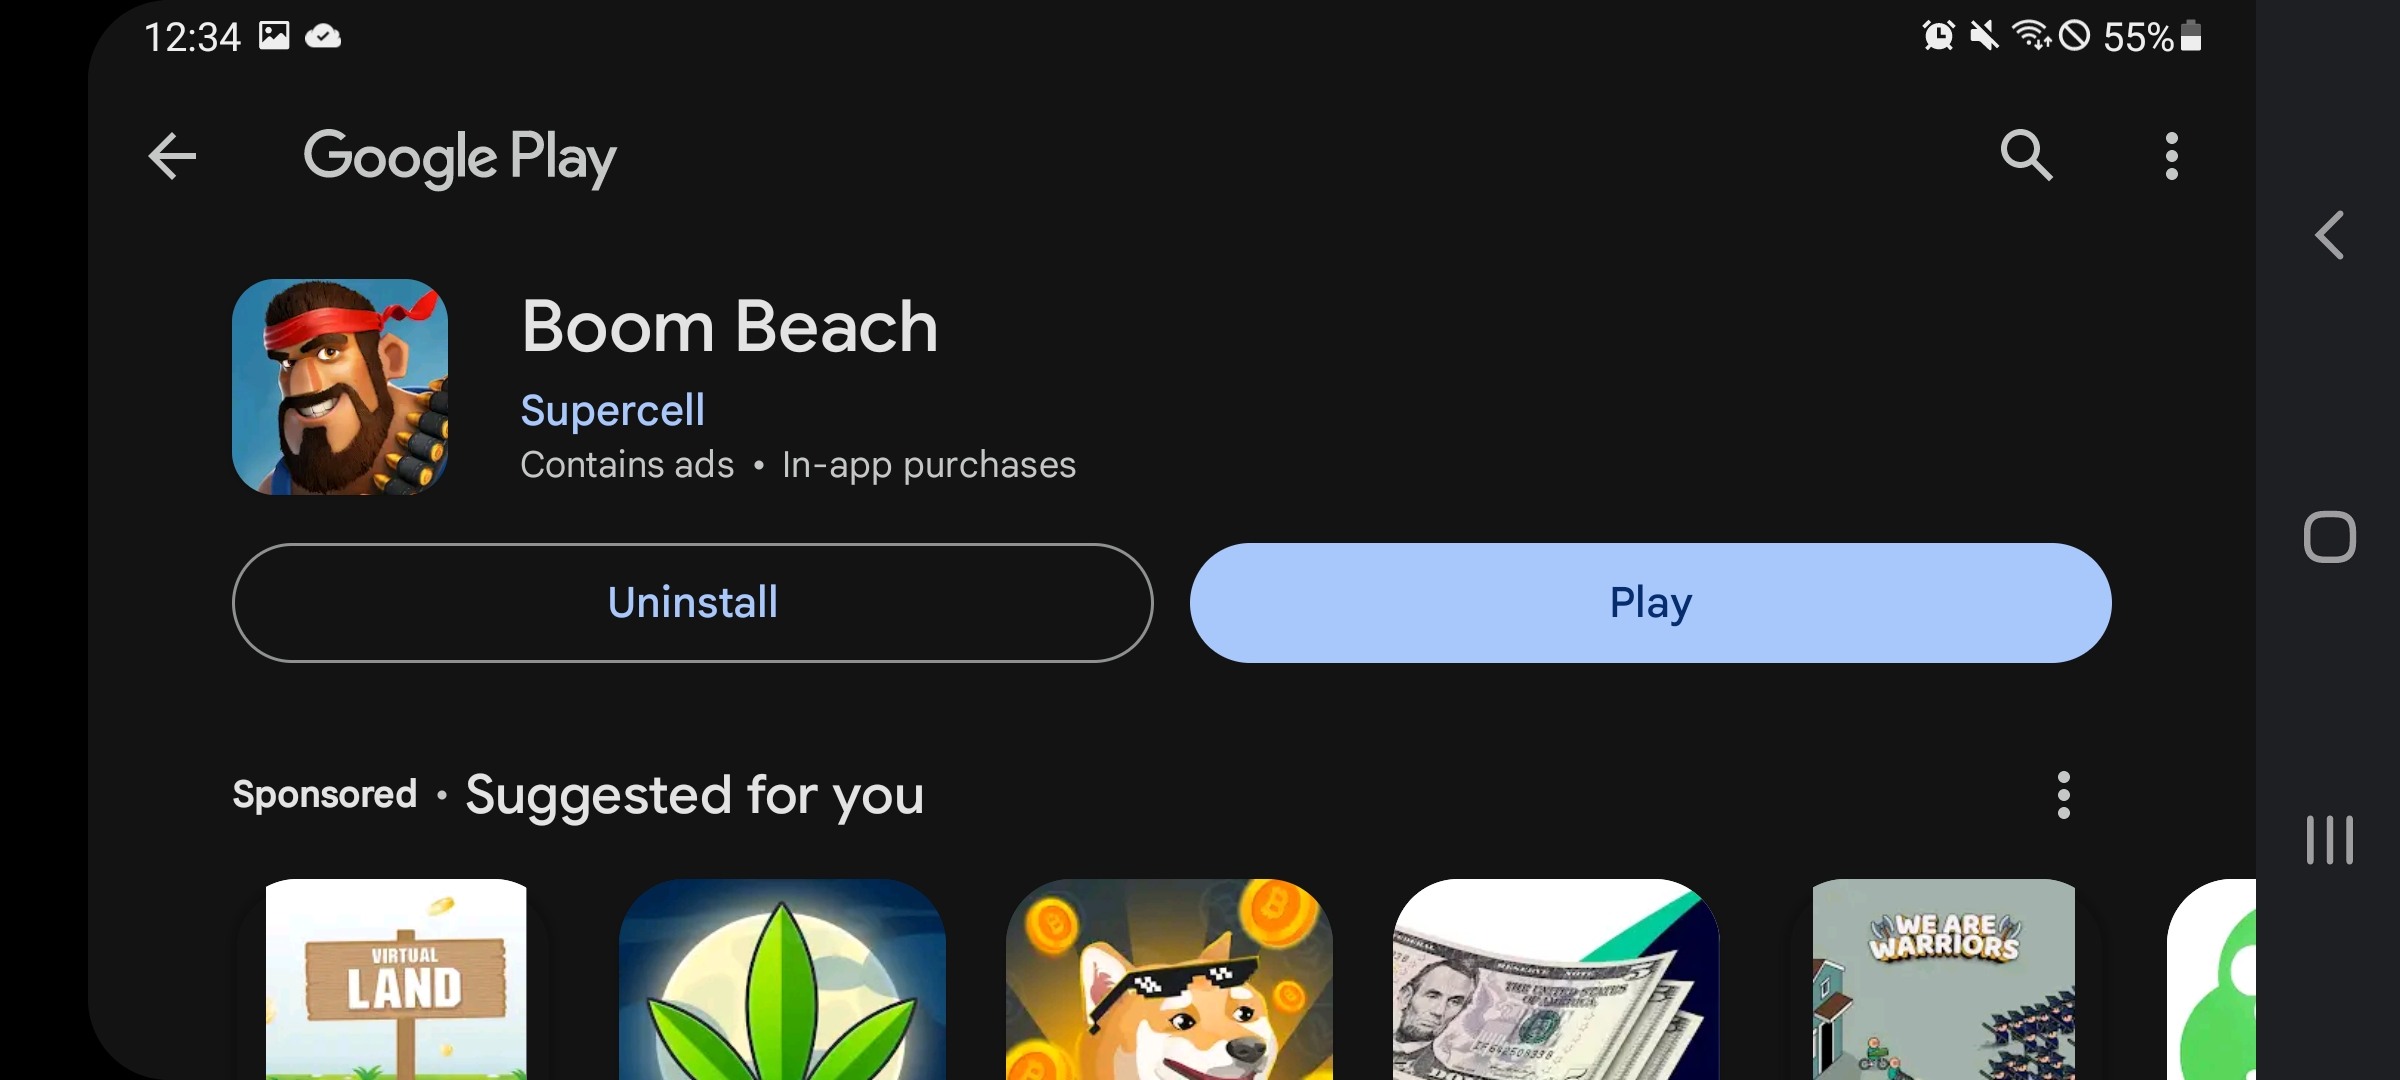 12:34
55%
Google Play
Boom Beach
Supercell
Contains ads • In-app purchases
Uninstall
Play
Sponsored • Suggested for you
VIRTUAL
LAND
WE ARE
WARRIORS